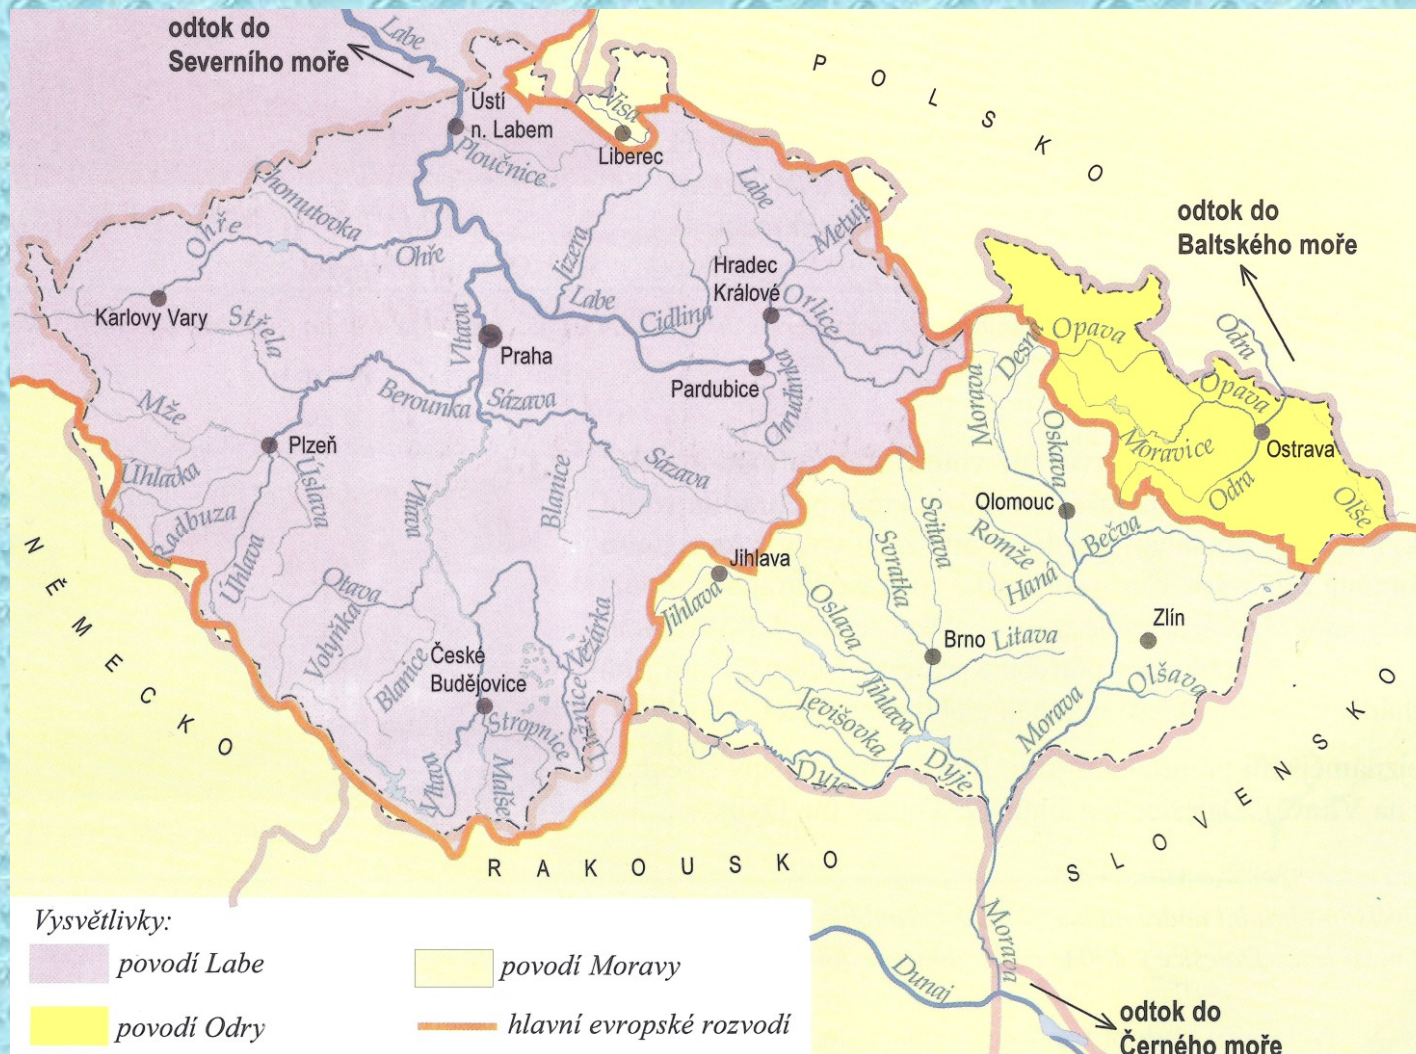 odtok do
Severního moře
Labe
Ústí
n. Labem
Ploučnice
Nisa
Liberec
POLSKO
Chomutovka
Ohře
Ohře
Jizera
Labe
Metuje
Hradec
Králové
Orlice
Labe
Cidlina
Karlovy Vary
Střela
Vltava
Praha
Pardubice
Chrudimka
Berounka
Sázava
Mže
Plzeň
Úhlavka
Úslava
Radbuza
Úhlava
Vltava
Blanice
Sázava
odtok do
Baltského moře
Odra
Opava
Opava
Moravice
Ostrava
Odra
Olše
Morava
Desná
Oskava
Olomouc
Romže
Haná
Bečva
Svitava
Svratka
Jihlava
Jihlava
Oslava
Brno
Litava
Zlín
Olšava
Jihlava
Jevišovka
Dyje
Dyje
Morava
NĚMECKO
Otava
Volyňka
Blanice
České
Budějovice
Nežárka
Lužnice
Stropnice
Vltava
Malše
RAKOUSKO
SLOVENSKO
Morava
Dunaj
odtok do
Černého moře
Vysvětlivky:
povodí Labe
povodí Moravy
povodí Odry
hlavní evropské rozvodí